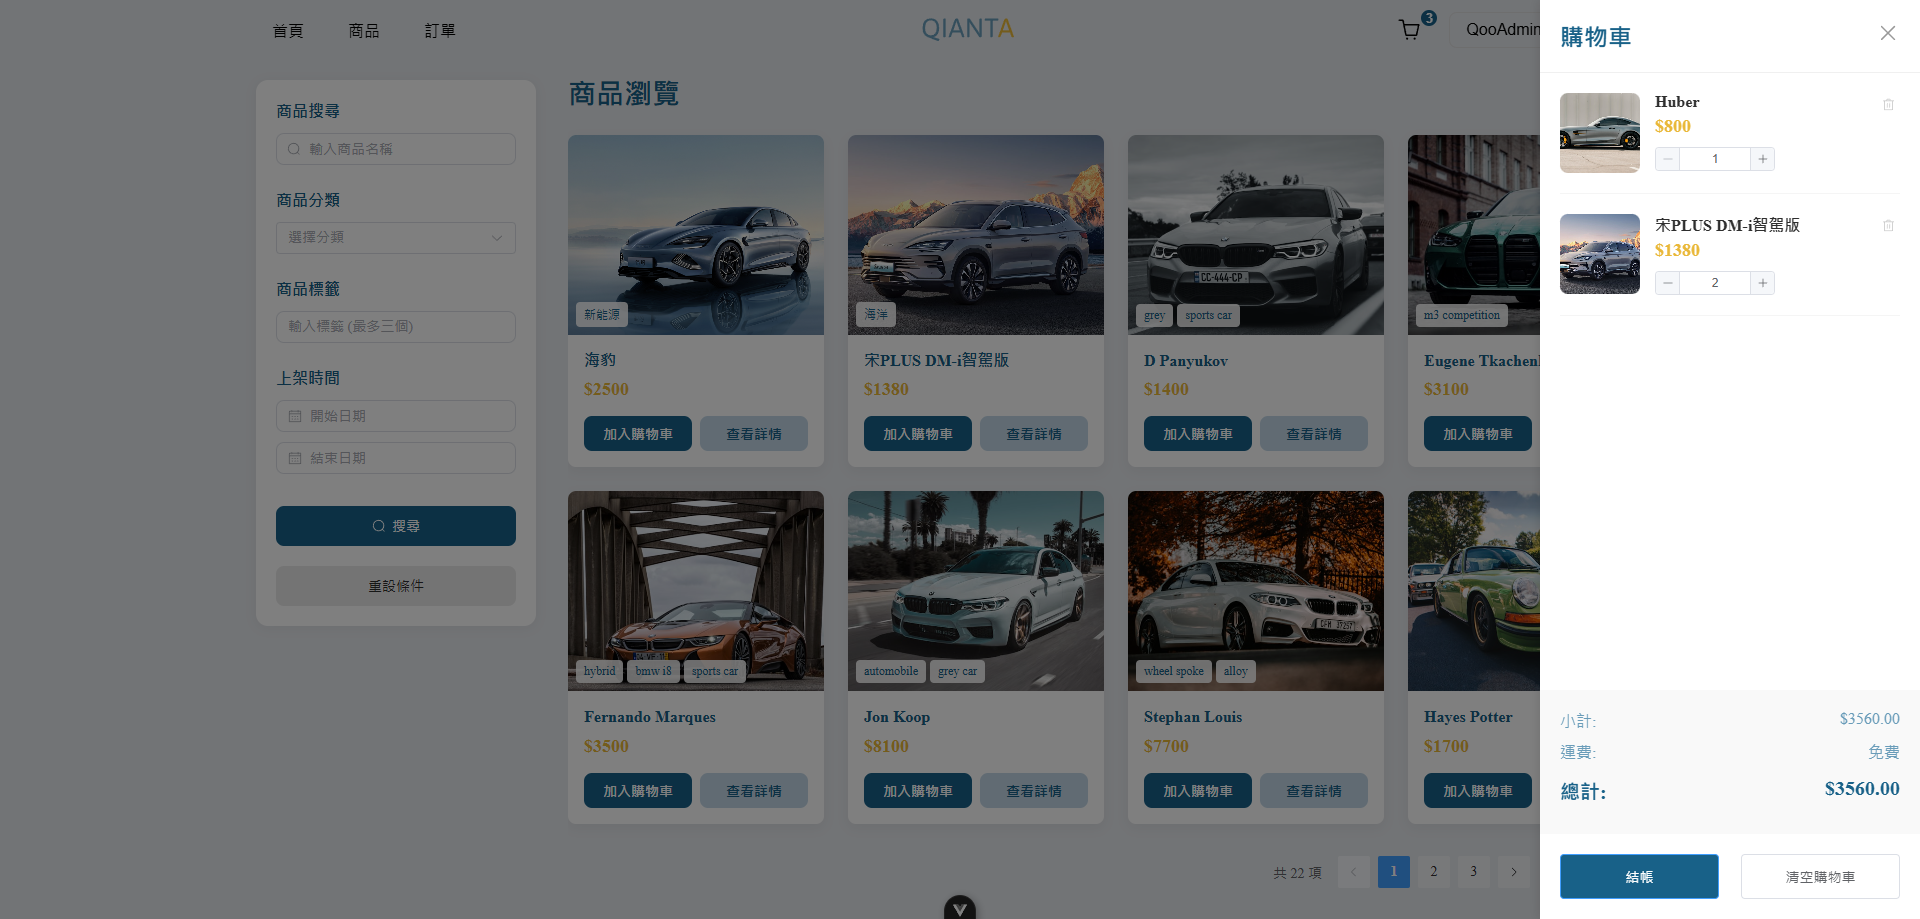 首頁 商品 訂單 QIANTA 3 QooAdmin
商品搜尋
輸入商品名稱
商品分類
選擇分類
商品標籤
輸入標籤 (最多三個)
上架時間
開始日期
結束日期
搜尋
重設條件
商品瀏覽
新能源
海豹
$2500
加入購物車 查看詳情
海洋
宋PLUS DM-i智駕版
$1380
加入購物車 查看詳情
CC-444-CP
grey sports car
D Panyukov
$1400
加入購物車 查看詳情
m3 competition
Eugene Tkachen
$3100
加入購物車
hybrid bmw i8 sports car
Fernando Marques
$3500
加入購物車 查看詳情
automobile grey car
Jon Koop
$8100
加入購物車 查看詳情
wheel spoke alloy
Stephan Louis
$7700
加入購物車 查看詳情
Hayes Potter
$1700
加入購物車
共 22 項 1 2 3
購物車
Huber
$800
1
宋PLUS DM-i智駕版
$1380
2
小計: $3560.00
運費: 免費
總計: $3560.00
結帳 清空購物車